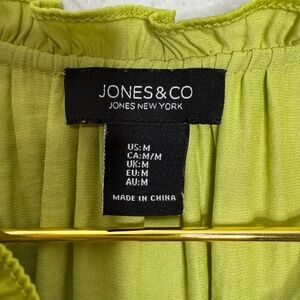 JONES&CO
JONES NEW YORK
US:M
CA:M/M
UK:M
EU:M
AU:M
MADE IN CHINA